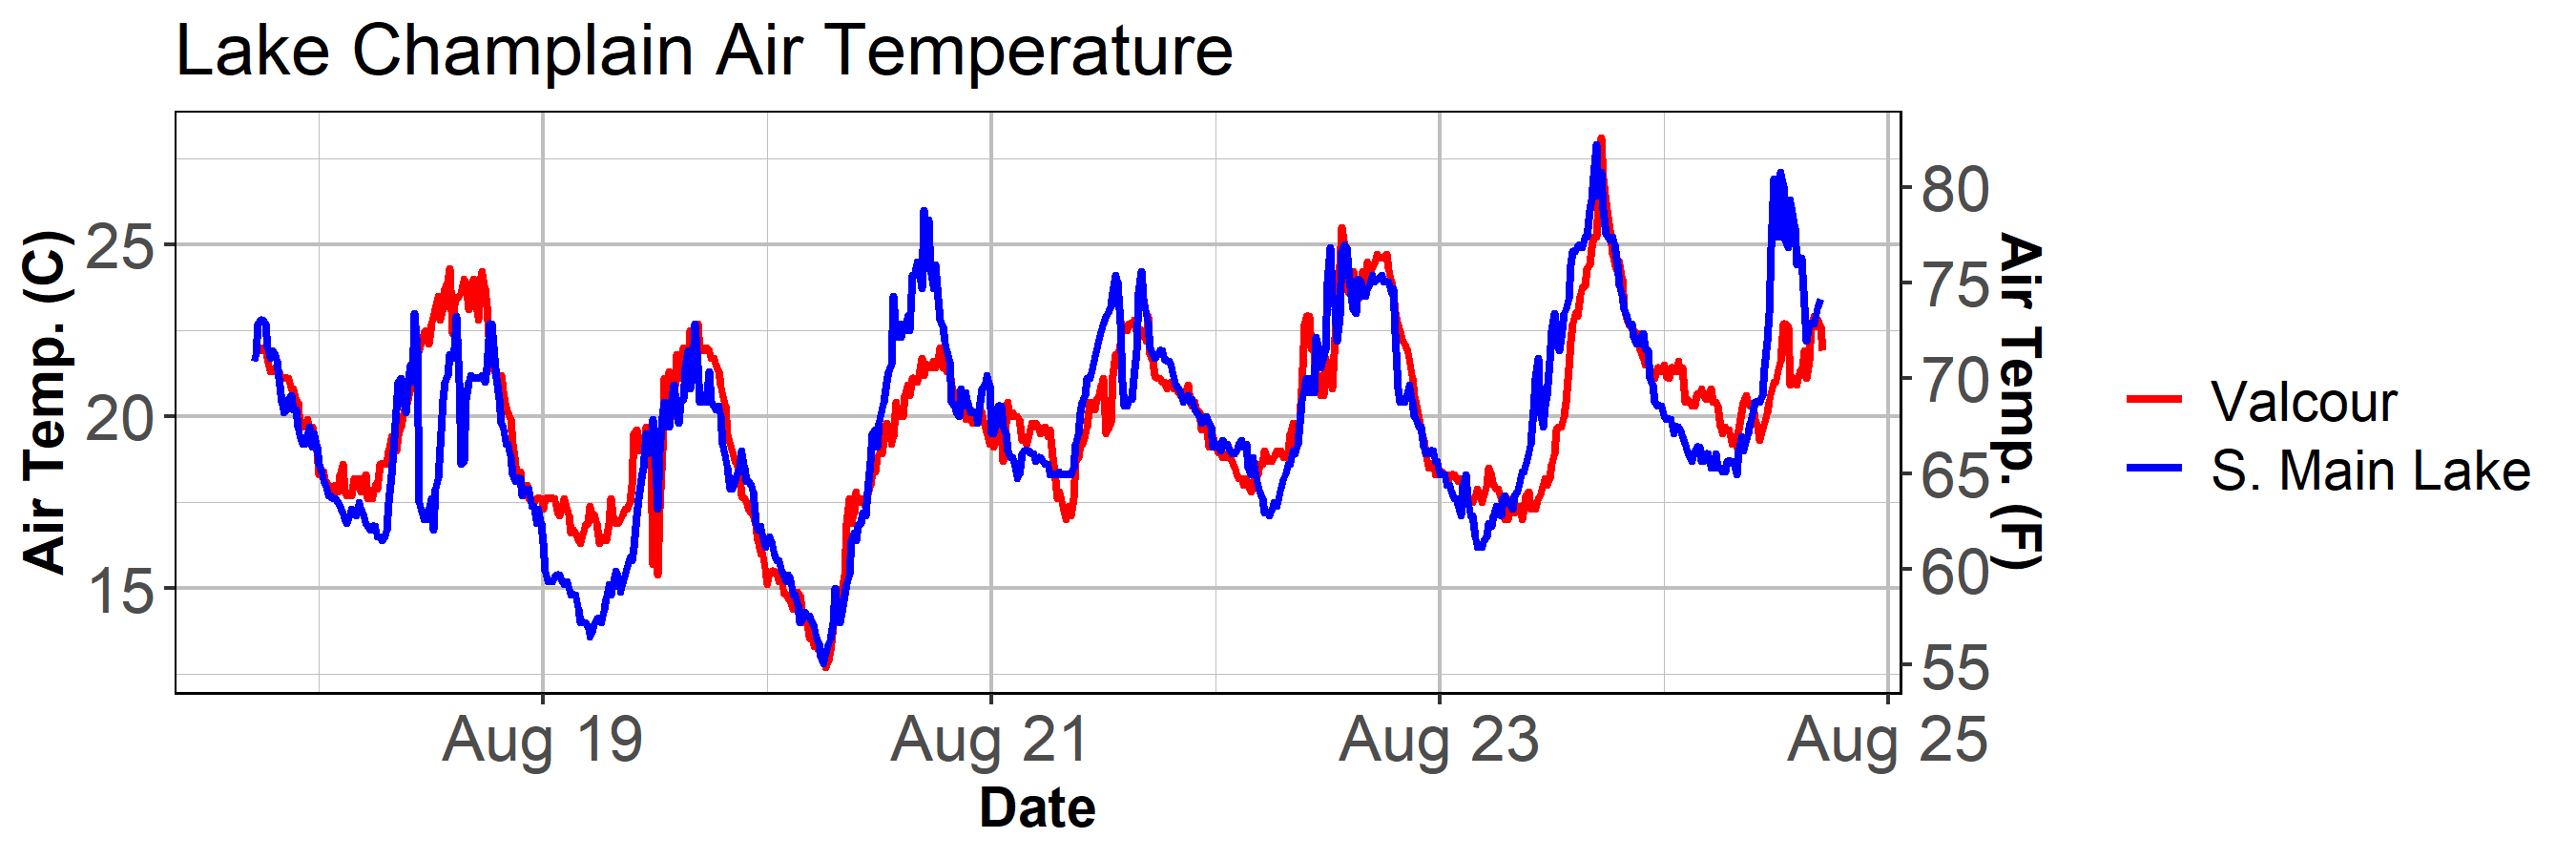 Lake Champlain Air Temperature
Air Temp. (C)
25
20
15
80
75
70
65
60
55
Air Temp. (F)
Aug 19
Aug 21
Aug 23
Aug 25
Date
Valcour
S. Main Lake